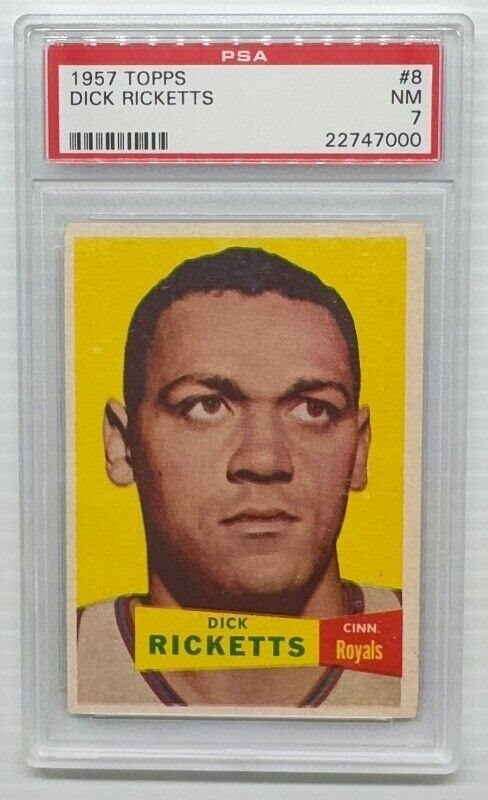 PSA
1957 TOPPS #8
DICK RICKETTS NM
7
22747000
DICK
RICKETTS
CINN.
Royals